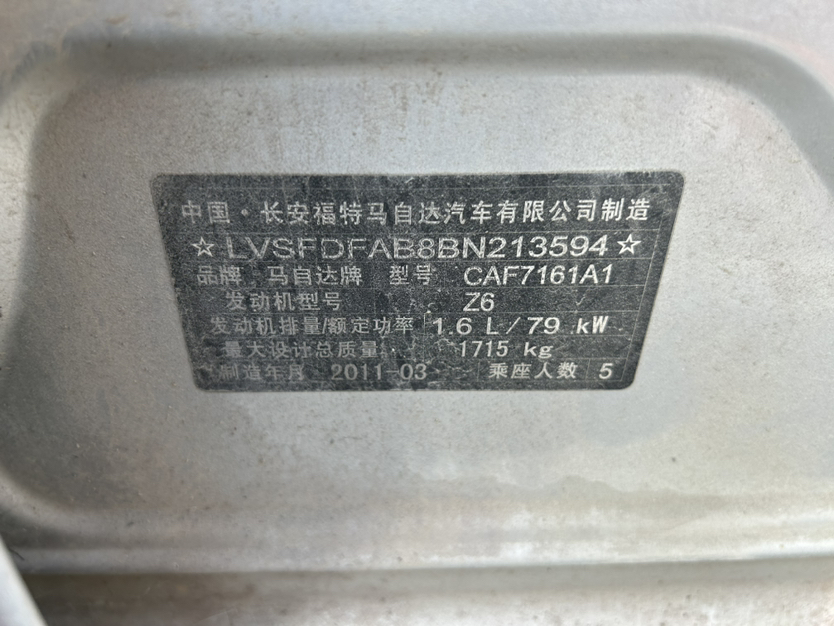 中国·长安福特马自达汽车有限公司制造
☆LVSFDFAB8BN213594☆
品牌 马自达牌 型号 CAF7161A1
发动机型号 Z6
发动机排量/额定功率 1.6 L/79 kW
最大设计总质量 1715 kg
制造年月 2011-03 乘座人数 5